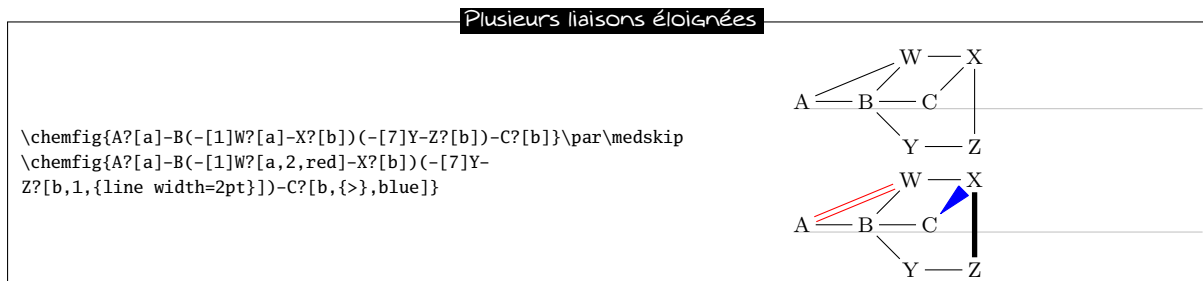 Plusieurs liaisons éloignées
\chemfig{A?[a]-B(-[1]W?[a]-X?[b])(-[7]Y-Z?[b])-C?[b]}\par\medskip
\chemfig{A?[a]-B(-[1]W?[a,2,red]-X?[b])(-[7]Y-
Z?[b,1,{line width=2pt}])-C?[b,{>},blue]}
W X
A B C
Y Z
W X
A B C
Y Z